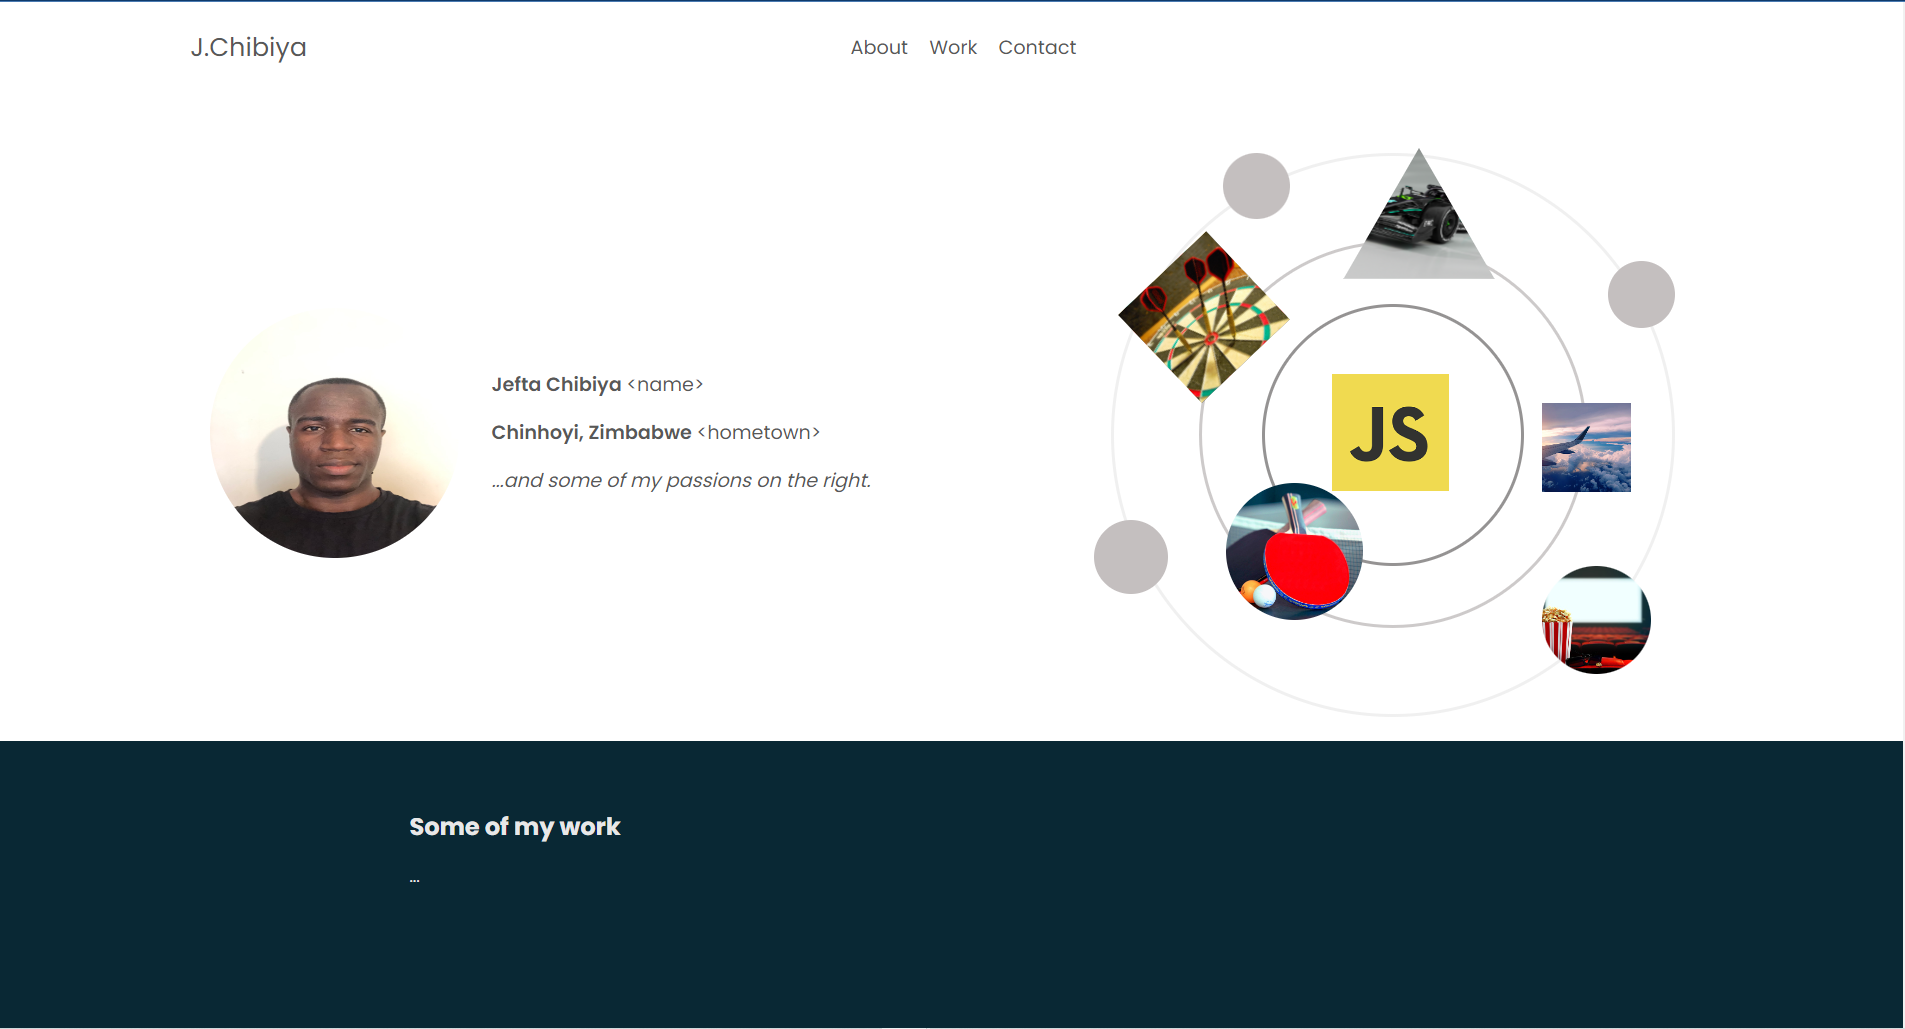 J.Chibiya
About Work Contact
Jefta Chibiya <name>
Chinhoyi, Zimbabwe <hometown>
...and some of my passions on the right.
JS
Some of my work
...